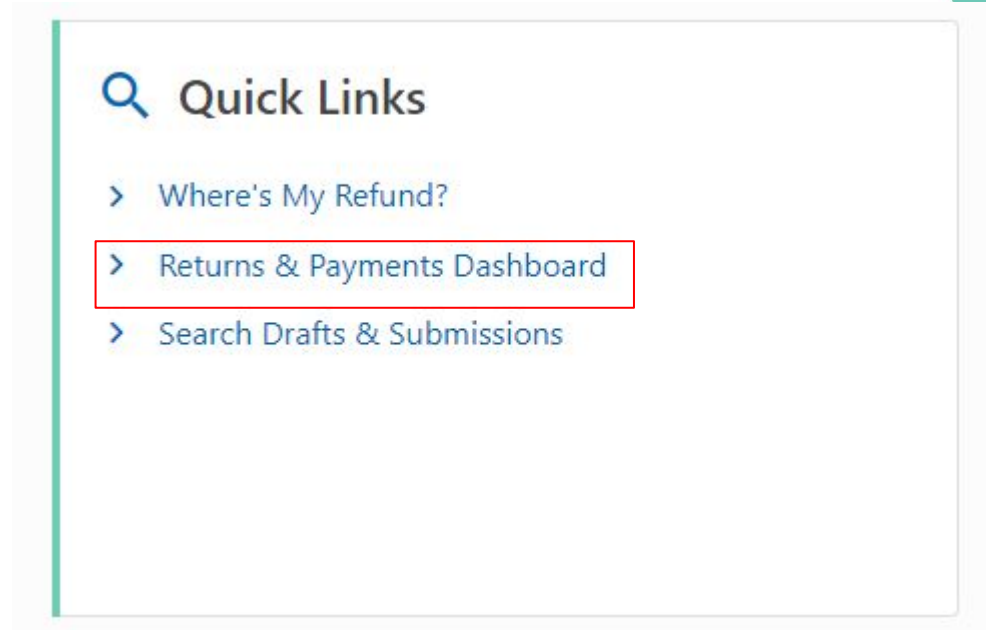 Quick Links
Where's My Refund?
Returns & Payments Dashboard
Search Drafts & Submissions